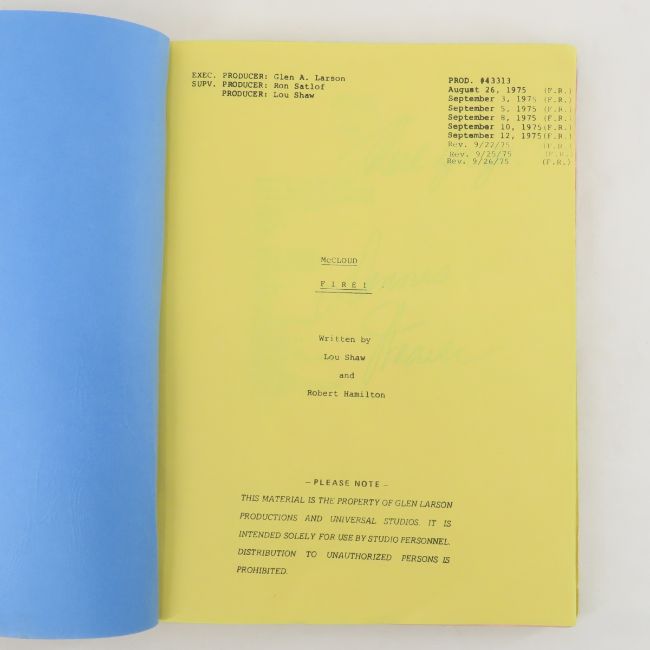 EXEC. PRODUCER: Glen A. Larson
SUPV. PRODUCER: Ron Satlof
PRODUCER: Lou Shaw
PROD. #43313
August 26, 1975 (F.R.)
September 3, 1975 (F.R.)
September 5, 1975 (F.R.)
September 8, 1975 (F.R.)
September 10, 1975(F.R.)
September 12, 1975(F.R.)
Rev. 9/22/75 (F.R.)
Rev. 9/25/75 (F.R.)
Rev. 9/26/75 (F.R.)
McCLOUD
F I R E !
Written by
Lou Shaw
and
Robert Hamilton
– PLEASE NOTE –
THIS MATERIAL IS THE PROPERTY OF GLEN LARSON
PRODUCTIONS AND UNIVERSAL STUDIOS. IT IS
INTENDED SOLELY FOR USE BY STUDIO PERSONNEL.
DISTRIBUTION TO UNAUTHORIZED PERSONS IS
PROHIBITED.